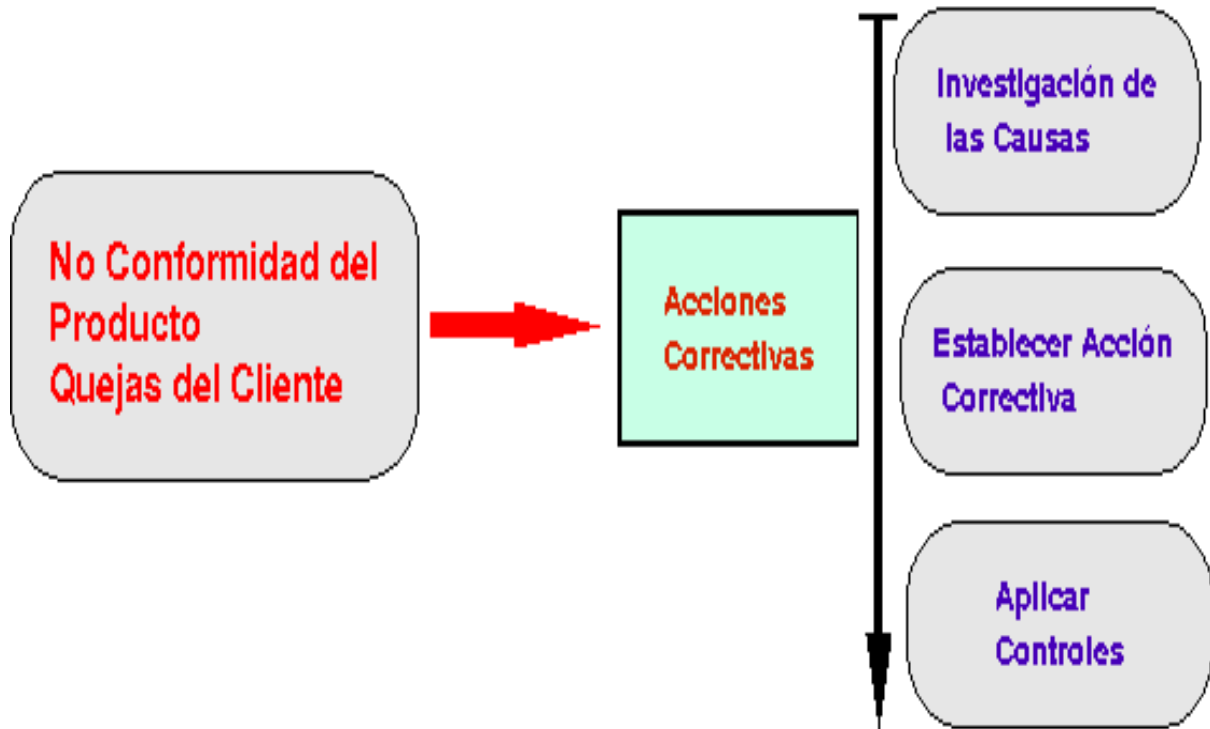 No Conformidad del
Producto
Quejas del Cliente
Acciones
Correctivas
Investigación de
las Causas
Establecer Acción
Correctiva
Aplicar
Controles